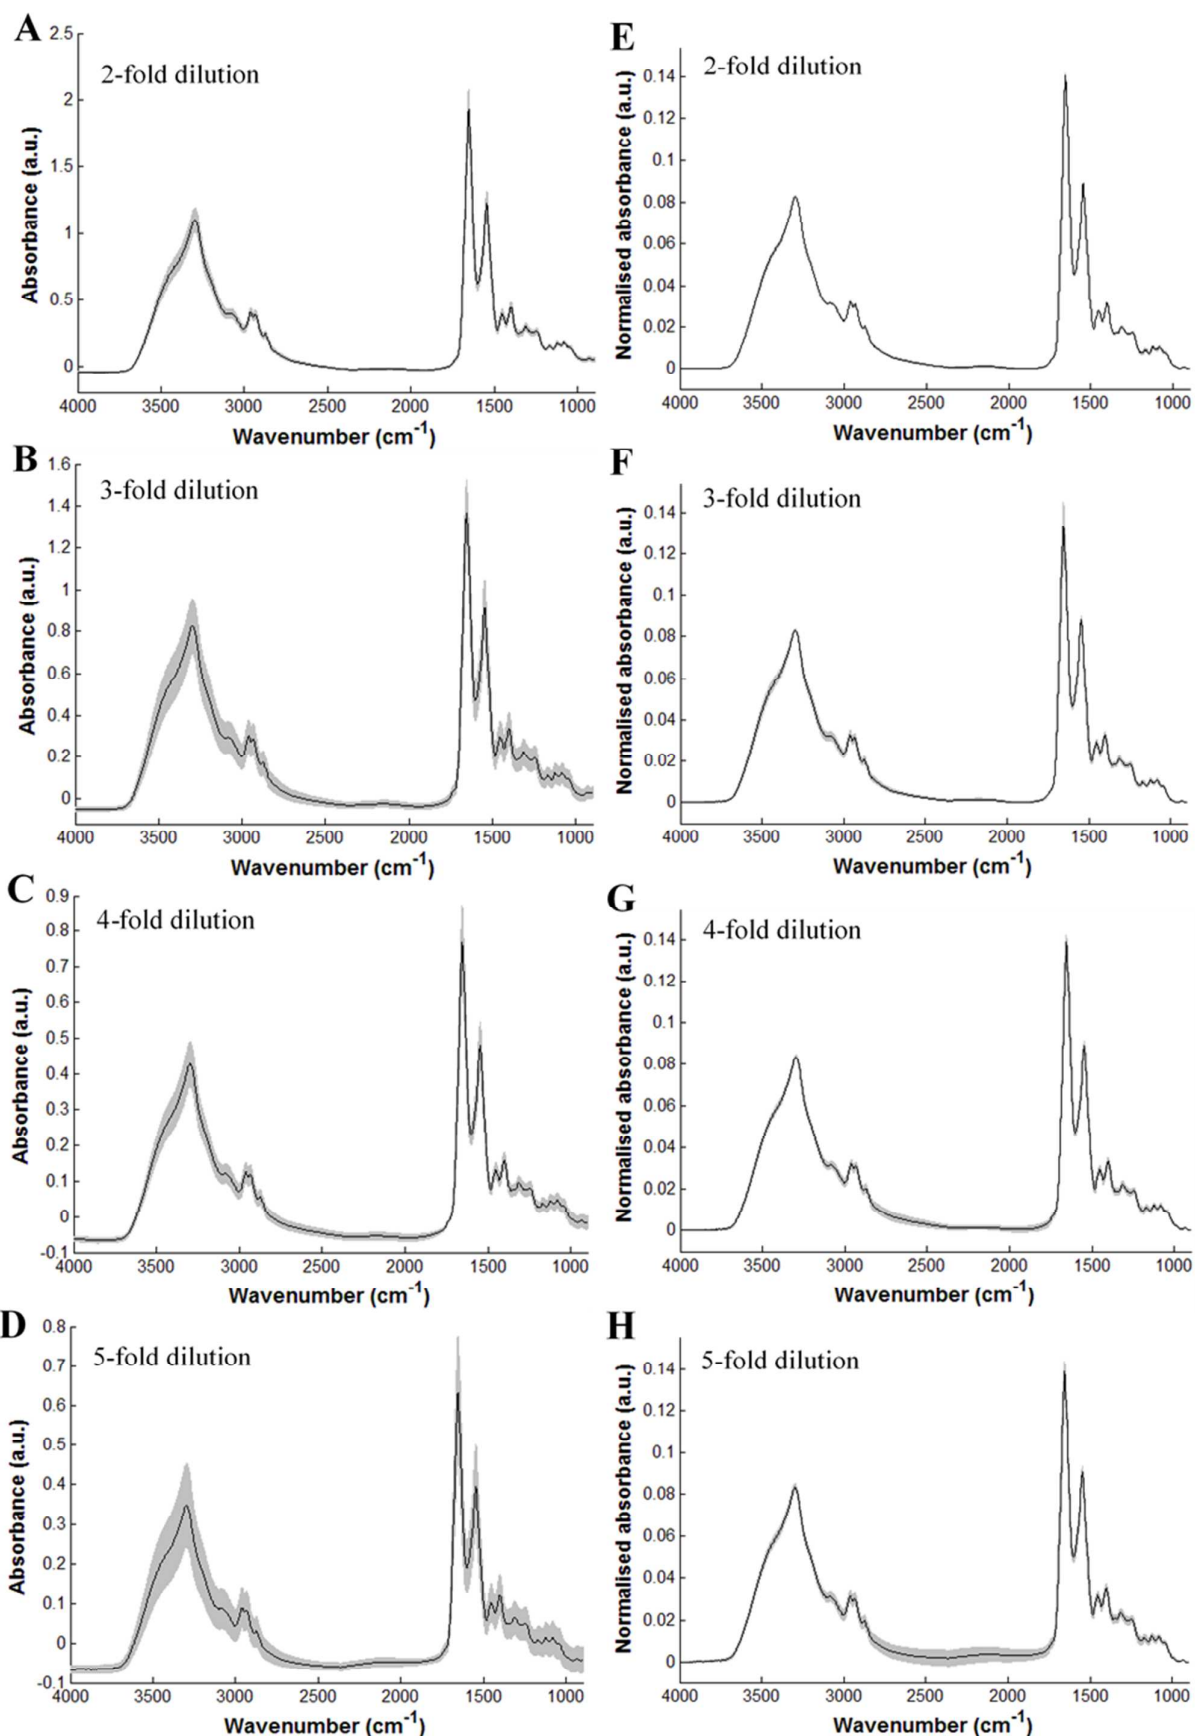 A
2-fold dilution
Absorbance (a.u.)
2.5
2
1.5
1
0.5
0
4000 3500 3000 2500 2000 1500 1000
Wavenumber (cm-1)
E
2-fold dilution
Normalised absorbance (a.u.)
0.14
0.12
0.1
0.08
0.06
0.04
0.02
0
4000 3500 3000 2500 2000 1500 1000
Wavenumber (cm-1)
B
3-fold dilution
Absorbance (a.u.)
1.6
1.4
1.2
1
0.8
0.6
0.4
0.2
0
4000 3500 3000 2500 2000 1500 1000
Wavenumber (cm-1)
F
3-fold dilution
Normalised absorbance (a.u.)
0.14
0.12
0.1
0.08
0.06
0.04
0.02
0
4000 3500 3000 2500 2000 1500 1000
Wavenumber (cm-1)
C
4-fold dilution
Absorbance (a.u.)
0.9
0.8
0.7
0.6
0.5
0.4
0.3
0.2
0.1
0
-0.1
4000 3500 3000 2500 2000 1500 1000
Wavenumber (cm-1)
G
4-fold dilution
Normalised absorbance (a.u.)
0.14
0.12
0.1
0.08
0.06
0.04
0.02
0
4000 3500 3000 2500 2000 1500 1000
Wavenumber (cm-1)
D
5-fold dilution
Absorbance (a.u.)
0.8
0.7
0.6
0.5
0.4
0.3
0.2
0.1
0
-0.1
4000 3500 3000 2500 2000 1500 1000
Wavenumber (cm-1)
H
5-fold dilution
Normalised absorbance (a.u.)
0.14
0.12
0.1
0.08
0.06
0.04
0.02
0
4000 3500 3000 2500 2000 1500 1000
Wavenumber (cm-1)